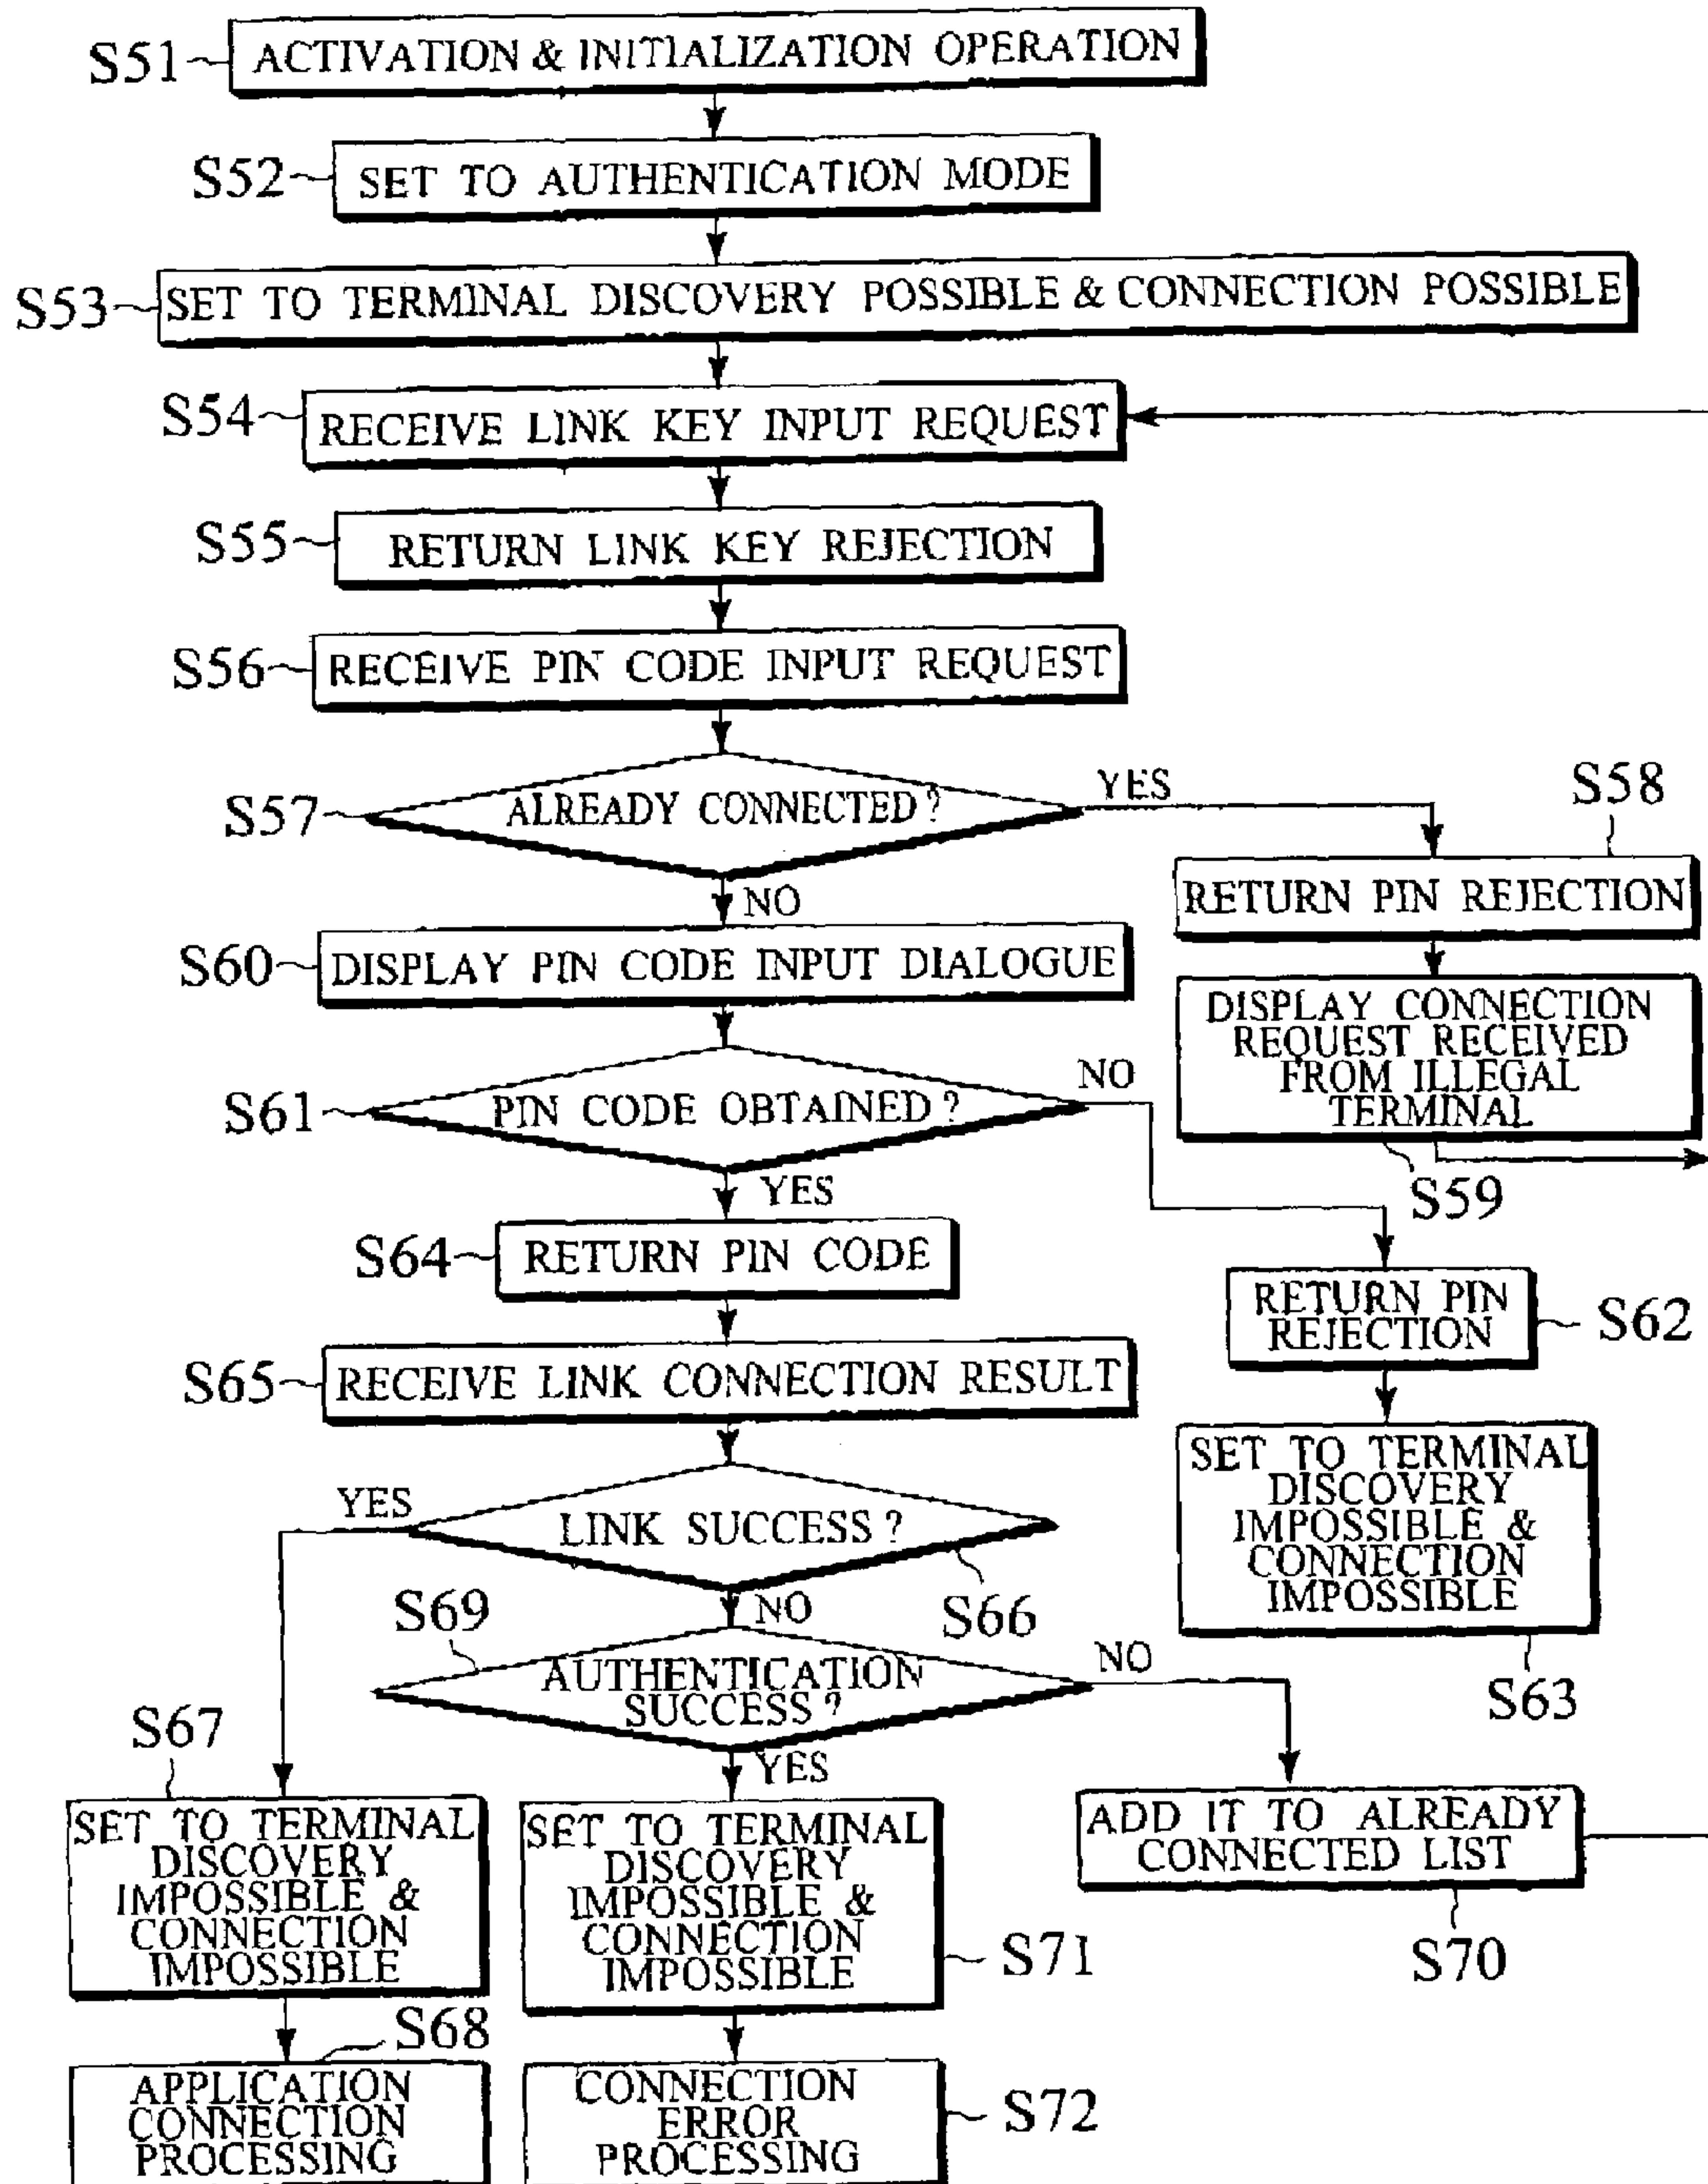 S51
ACTIVATION & INITIALIZATION OPERATION
S52
SET TO AUTHENTICATION MODE
S53
SET TO TERMINAL DISCOVERY POSSIBLE & CONNECTION POSSIBLE
S54
RECEIVE LINK KEY INPUT REQUEST
S55
RETURN LINK KEY REJECTION
S56
RECEIVE PIN CODE INPUT REQUEST
S57
ALREADY CONNECTED?
YES
NO
S58
RETURN PIN REJECTION
DISPLAY CONNECTION
REQUEST RECEIVED
FROM ILLEGAL
TERMINAL
S59
S60
DISPLAY PIN CODE INPUT DIALOGUE
S61
PIN CODE OBTAINED?
NO
YES
RETURN PIN
REJECTION
S62
SET TO TERMINAL
DISCOVERY
IMPOSSIBLE &
CONNECTION
IMPOSSIBLE
S63
S64
RETURN PIN CODE
S65
RECEIVE LINK CONNECTION RESULT
YES
LINK SUCCESS?
S66
NO
S69
AUTHENTICATION
SUCCESS?
NO
YES
S67
SET TO TERMINAL
DISCOVERY
IMPOSSIBLE &
CONNECTION
IMPOSSIBLE
SET TO TERMINAL
DISCOVERY
IMPOSSIBLE &
CONNECTION
IMPOSSIBLE
S71
ADD IT TO ALREADY
CONNECTED LIST
S70
S68
APPLICATION
CONNECTION
PROCESSING
CONNECTION
ERROR
PROCESSING
S72